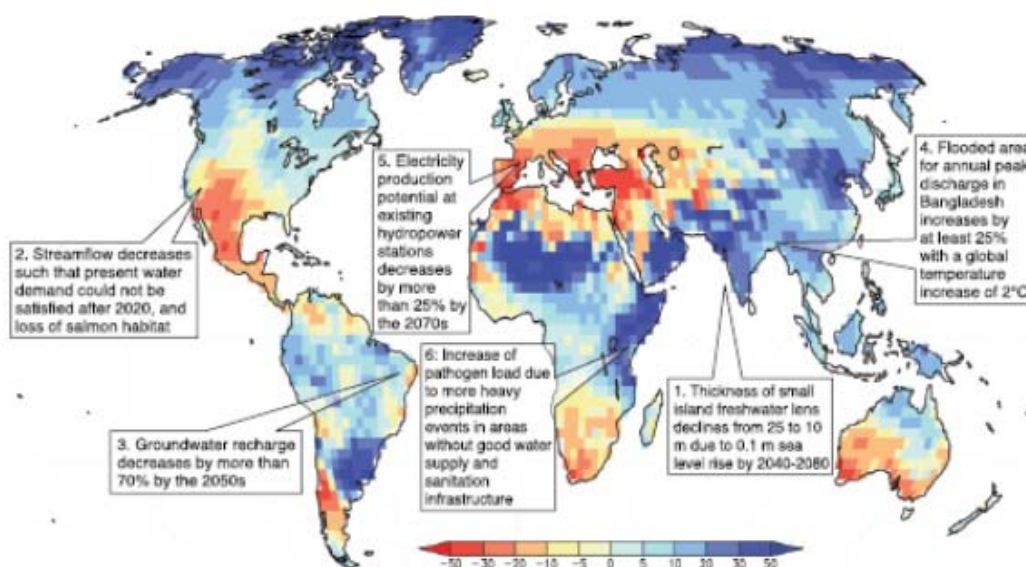 5. Electricity
production
potential at
existing
hydropower
stations
decreases
by more
than 25% by
the 2070s
4. Flooded area
for annual peak
discharge in
Bangladesh
increases by
at least 25%
with a global
temperature
increase of 2°C
2. Streamflow decreases
such that present water
demand could not be
satisfied after 2020, and
loss of salmon habitat
6: Increase of
pathogen load due
to more heavy
precipitation
events in areas
without good water
supply and
sanitation
infrastructure
1. Thickness of small
island freshwater lens
declines from 25 to 10
m due to 0.1 m sea
level rise by 2040-2080
3. Groundwater recharge
decreases by more than
70% by the 2050s
-50 -30 -20 -10 -5 0 5 10 20 30 50